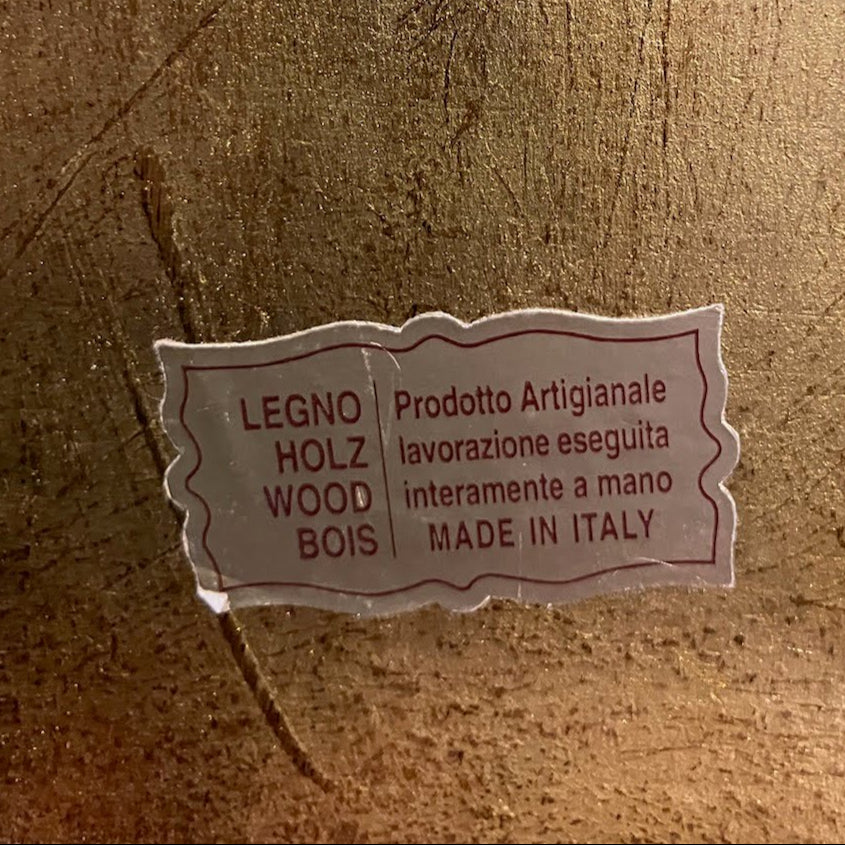 LEGNO
HOLZ
WOOD
BOIS
Prodotto Artigianale
lavorazione eseguita
interamente a mano
MADE IN ITALY